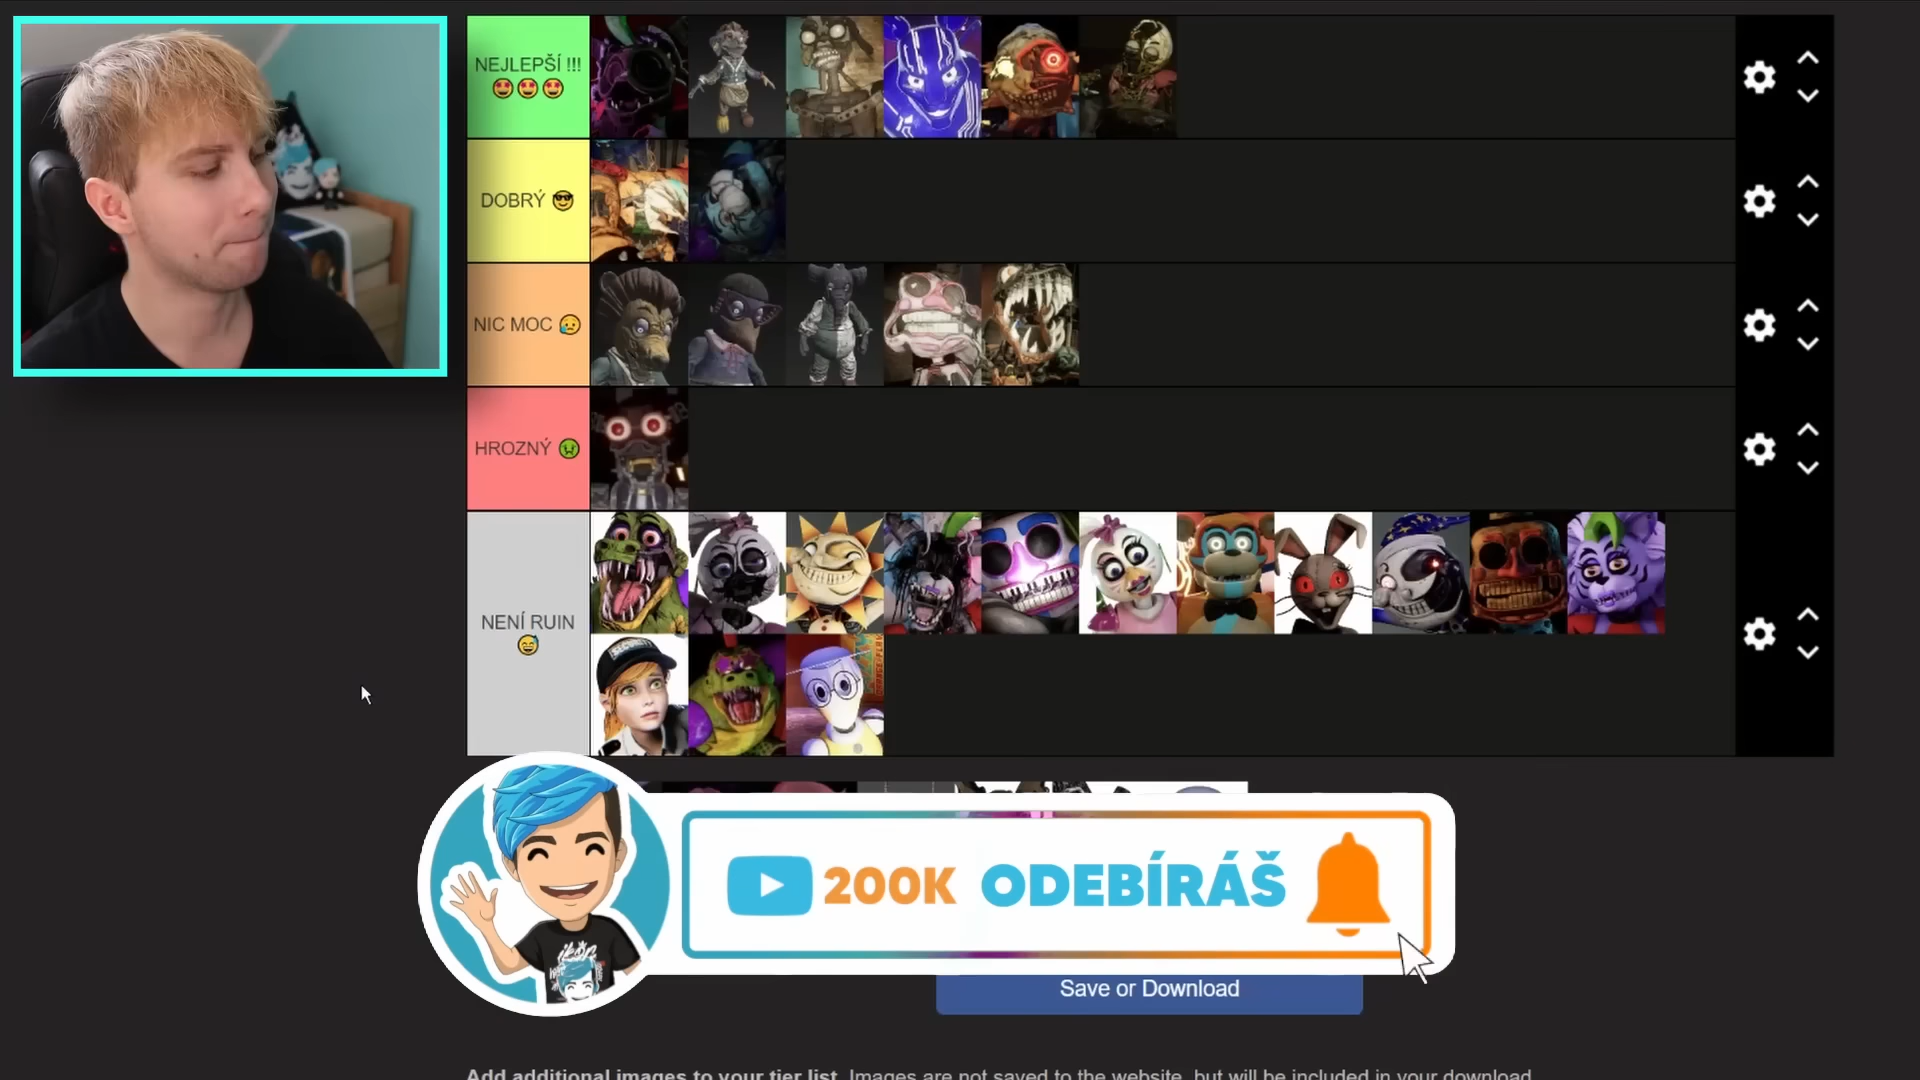 NEJLEPŠÍ !!!
DOBRÝ
NIC MOC
HROZNÝ
NENÍ RUIN
200K ODEBÍRÁŠ
Save or Download
Add additional images to your tier list. Images are not saved to the website, but will be included in your download.